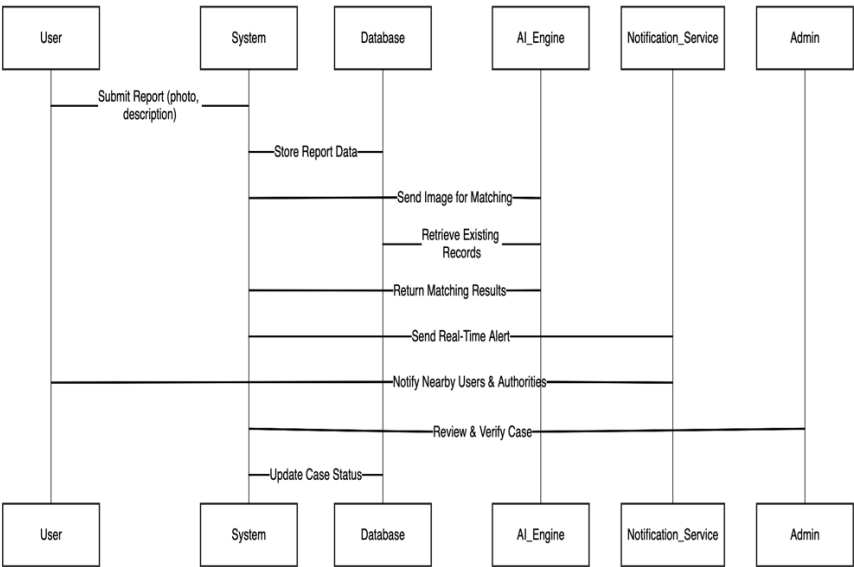 User
System
Database
AI_Engine
Notification_Service
Admin
Submit Report (photo,
description)
Store Report Data
Send Image for Matching
Retrieve Existing
Records
Return Matching Results
Send Real-Time Alert
Notify Nearby Users & Authorities
Review & Verify Case
Update Case Status
User
System
Database
AI_Engine
Notification_Service
Admin